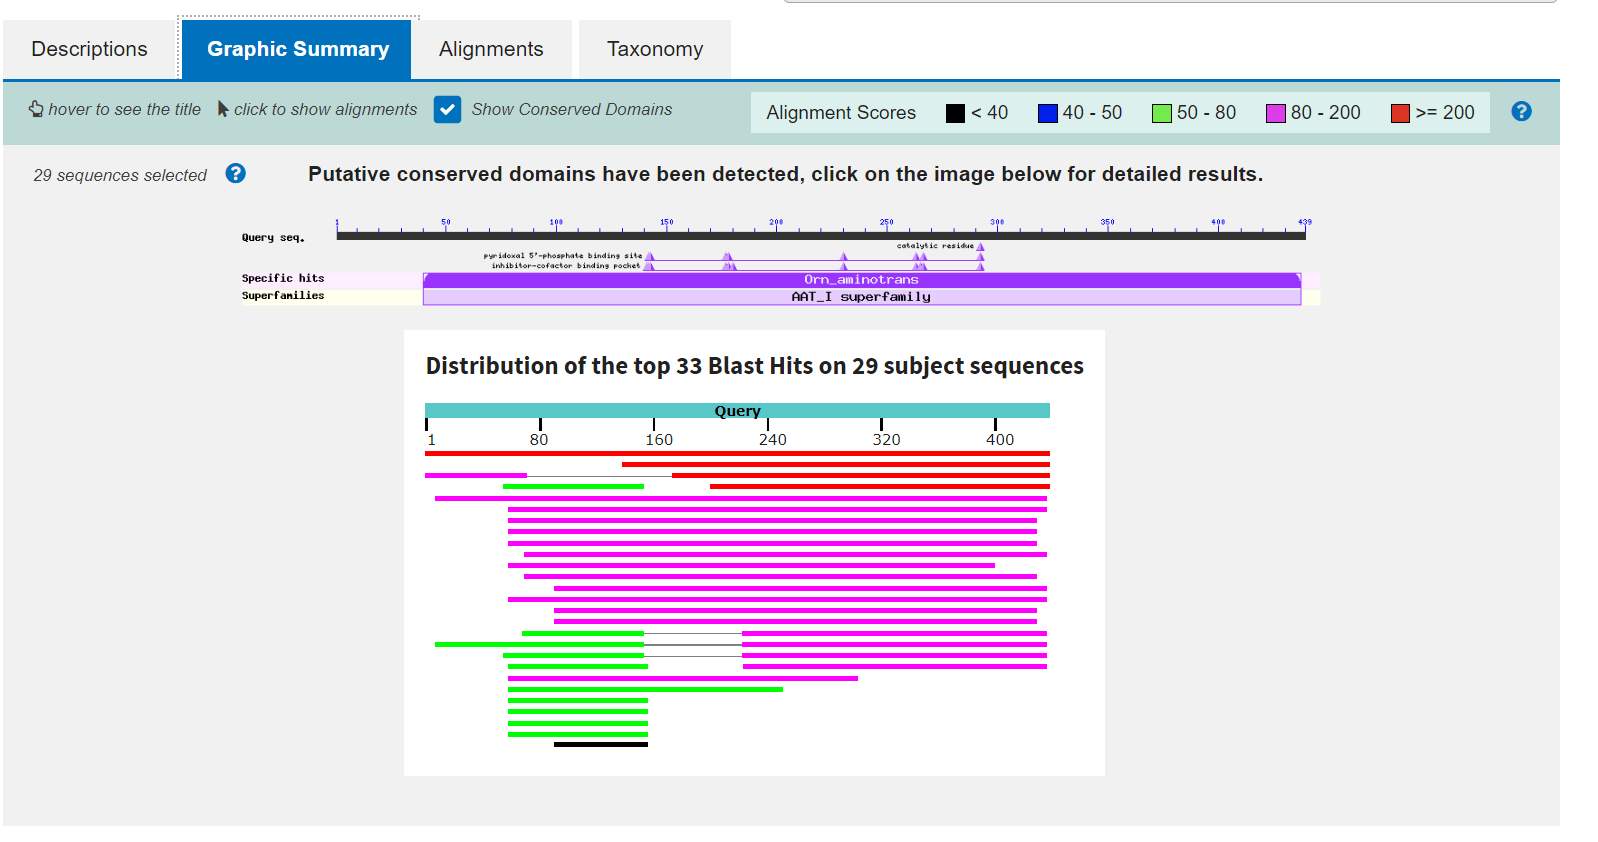 Descriptions Graphic Summary Alignments Taxonomy
hover to see the title click to show alignments Show Conserved Domains Alignment Scores < 40 40 - 50 50 - 80 80 - 200 >= 200 ?
29 sequences selected ? Putative conserved domains have been detected, click on the image below for detailed results.
1 50 100 150 200 250 300 350 400 439
Query seq.
catalytic residue
pyridoxal 5'-phosphate binding site
inhibitor-cofactor binding pocket
Specific hits Orn_aminotrans
Superfamilies AAT_I superfamily
Distribution of the top 33 Blast Hits on 29 subject sequences
Query
1 80 160 240 320 400